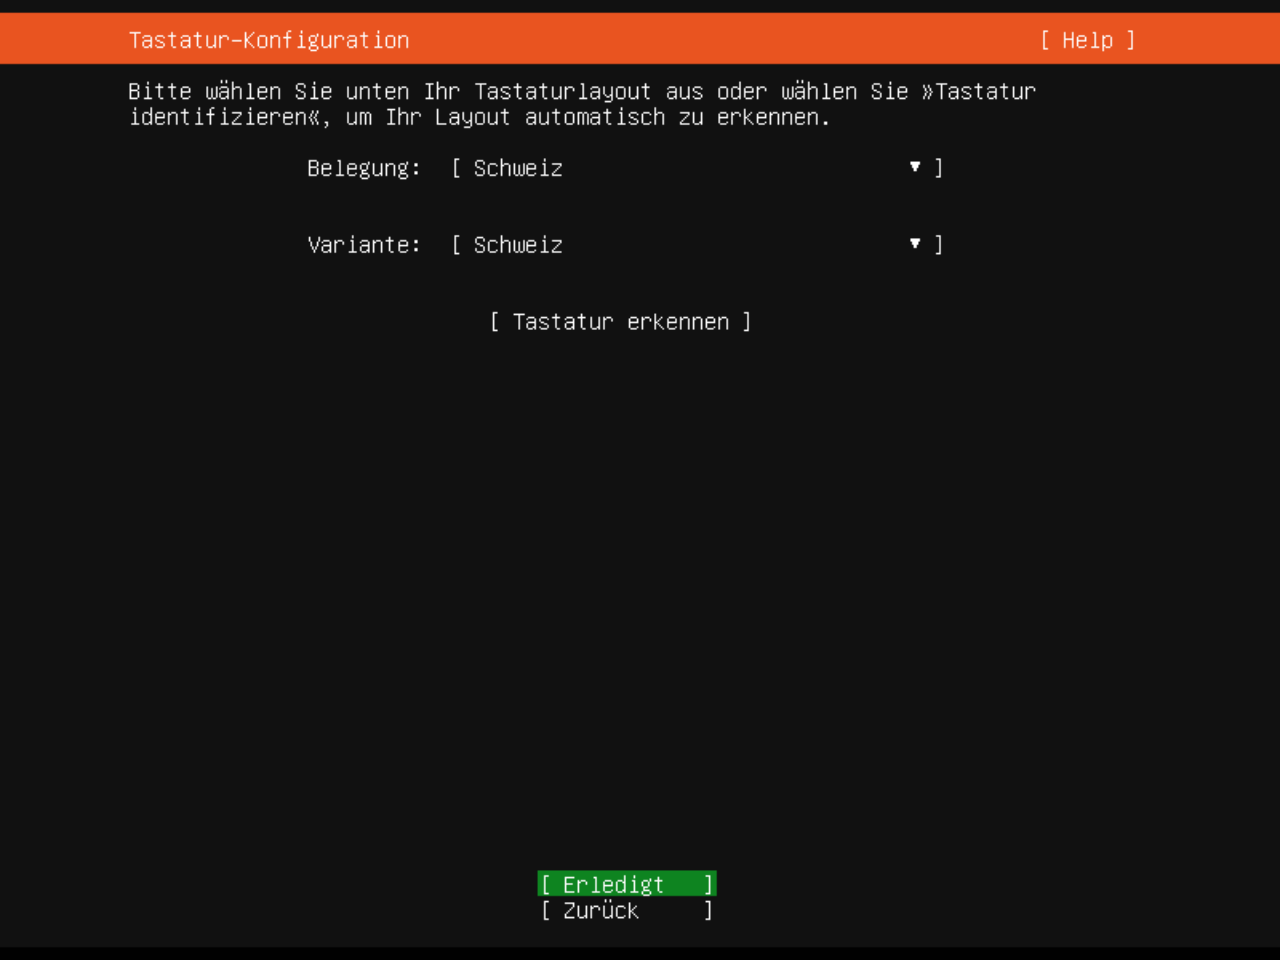 Tastatur-Konfiguration [ Help ]
Bitte wählen Sie unten Ihr Tastaturlayout aus oder wählen Sie »Tastatur
identifizieren«, um Ihr Layout automatisch zu erkennen.
Belegung: [ Schweiz ▼ ]
Variante: [ Schweiz ▼ ]
[ Tastatur erkennen ]
[ Erledigt ]
[ Zurück ]